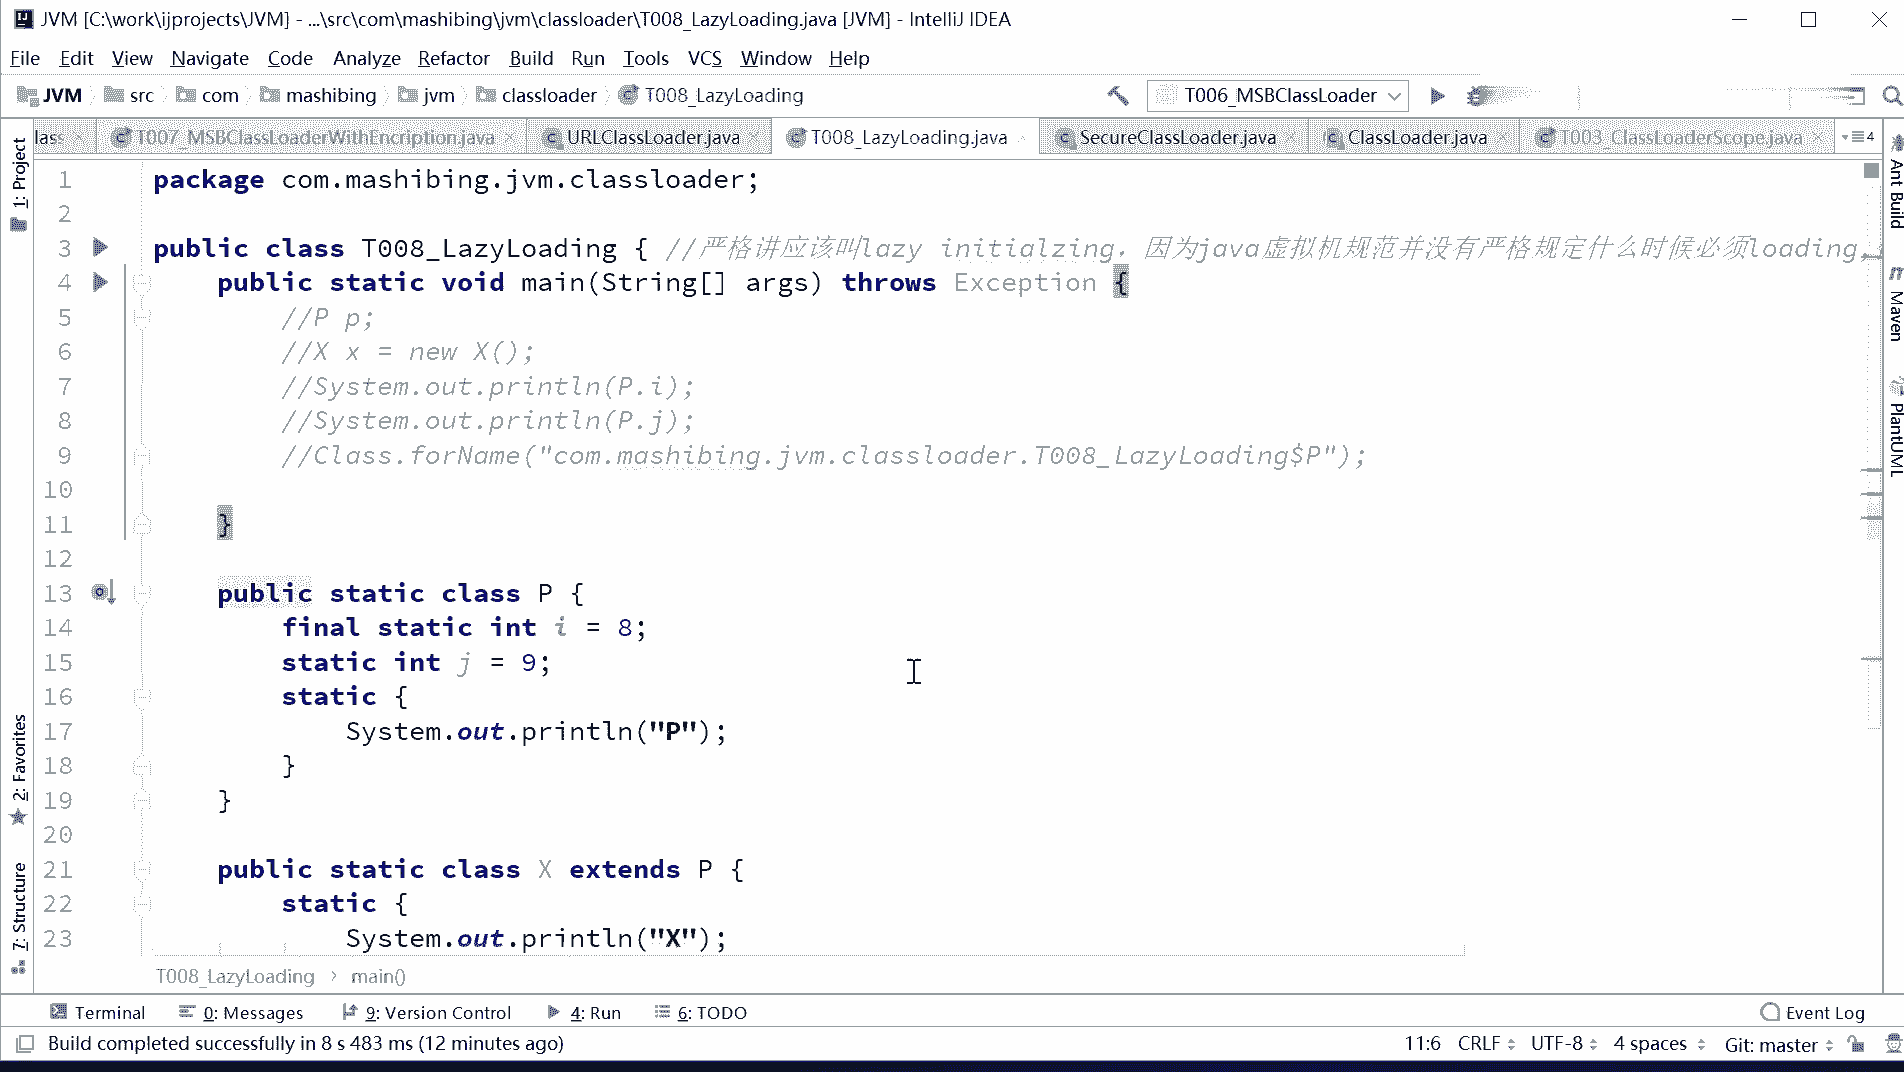 JVM [C:\work\ijprojects\JVM] - ...\src\com\mashibing\jvm\classloader\T008_LazyLoading.java [JVM] - IntelliJ IDEA
File Edit View Navigate Code Analyze Refactor Build Run Tools VCS Window Help
JVM src com mashibing jvm classloader T008_LazyLoading T006_MSBClassLoader
lass T007_MSBClassLoaderWithEncription.java URLClassLoader.java T008_LazyLoading.java SecureClassLoader.java ClassLoader.java T003_ClassLoaderScope.java 4
1 package com.mashibing.jvm.classloader;
2
3 public class T008_LazyLoading { //严格讲应该叫lazy initialzing，因为java虚拟机规范并没有严格规定什么时候必须loading,
4 public static void main(String[] args) throws Exception {
5 //P p;
6 //X x = new X();
7 //System.out.println(P.i);
8 //System.out.println(P.j);
9 //Class.forName("com.mashibing.jvm.classloader.T008_LazyLoading$P");
10
11 }
12
13 public static class P {
14 final static int i = 8;
15 static int j = 9;
16 static {
17 System.out.println("P");
18 }
19 }
20
21 public static class X extends P {
22 static {
23 System.out.println("X");
T008_LazyLoading › main()
1: Project
2: Favorites
7: Structure
Ant Build
Maven
PlantUML
Terminal 0: Messages 9: Version Control 4: Run 6: TODO Event Log
Build completed successfully in 8 s 483 ms (12 minutes ago) 11:6 CRLF UTF-8 4 spaces Git: master